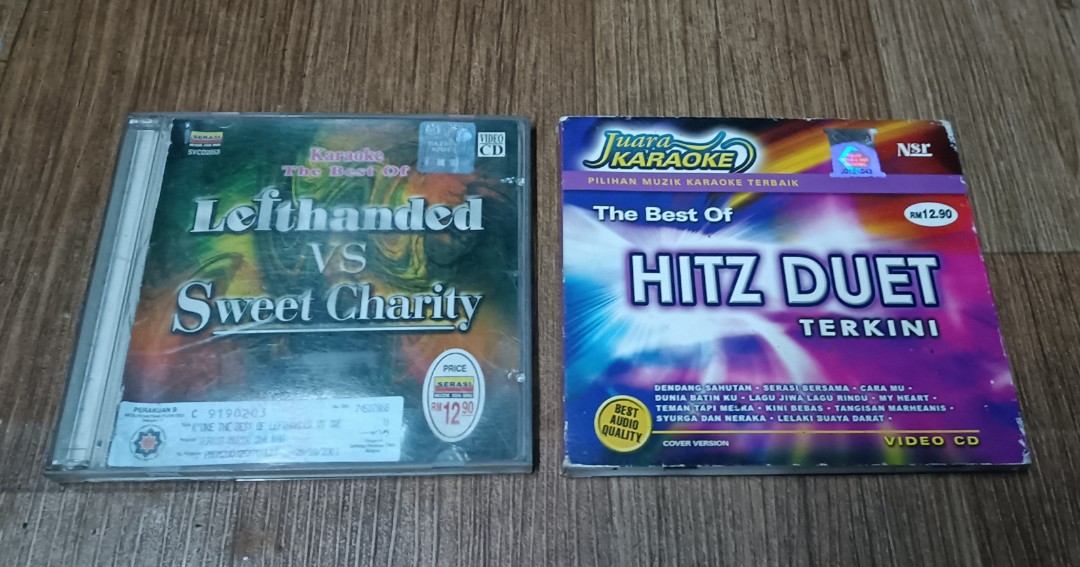 SERASI
SVCD2053
VIDEO
CD
Karaoke
The Best Of
Lefthanded
VS
Sweet Charity
PRICE
SERASI
RM12.90
PERAKUAN B
C 9190203
Juara
KARAOKE
Nsr
PILIHAN MUZIK KARAOKE TERBAIK
The Best Of
RM12.90
HITZ DUET
TERKINI
DENDANG SAHUTAN - SERASI BERSAMA - CARA MU -
DUNIA BATIN KU - LAGU JIWA LAGU RINDU - MY HEART -
TEMAN TAPI MESRA - KINI BEBAS - TANGISAN MARHEANIS -
SYURGA DAN NERAKA - LELAKI BUAYA DARAT -
BEST
AUDIO
QUALITY
COVER VERSION
VIDEO CD